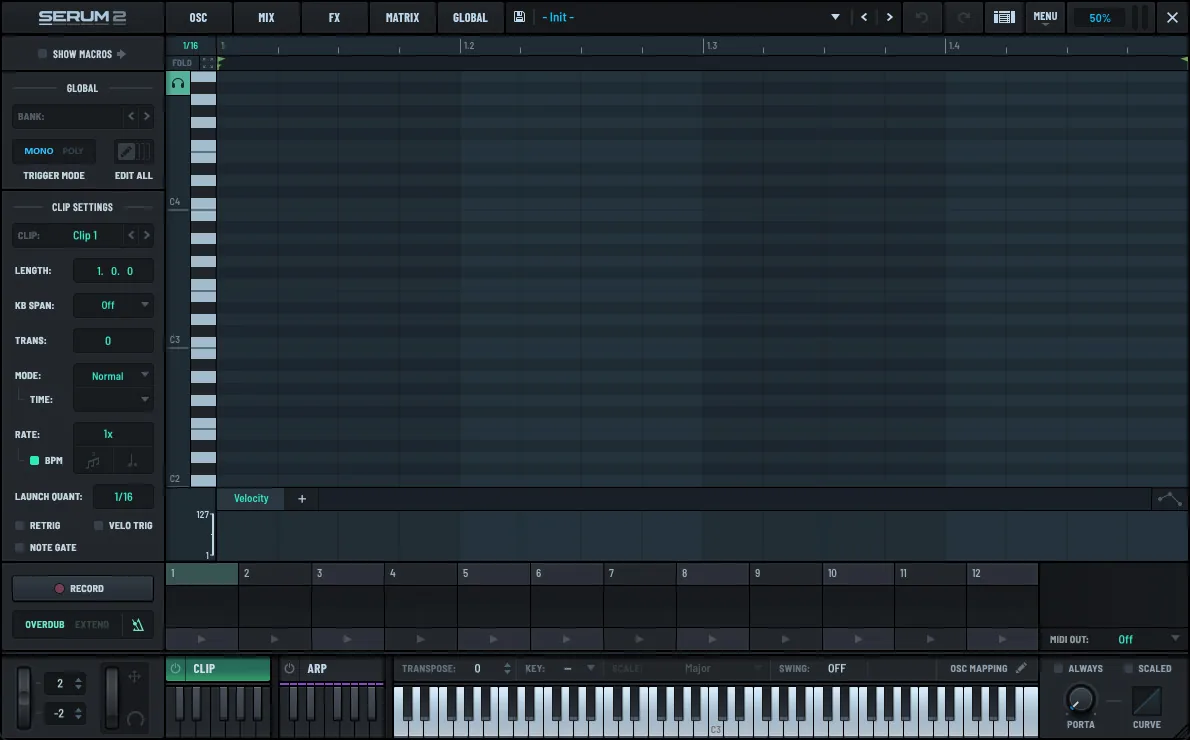 SERUM 2 OSC MIX FX MATRIX GLOBAL - Init - MENU 50%
SHOW MACROS 1/16 1 1.2 1.3 1.4
FOLD
GLOBAL
BANK:
MONO POLY
TRIGGER MODE EDIT ALL
C4
CLIP SETTINGS
CLIP: Clip 1
LENGTH: 1. 0. 0
KB SPAN: Off
TRANS: 0
C3
MODE: Normal
TIME:
RATE: 1x
BPM
C2
LAUNCH QUANT: 1/16 Velocity +
127
RETRIG VELO TRIG
NOTE GATE
1
1 2 3 4 5 6 7 8 9 10 11 12
RECORD
OVERDUB EXTEND
MIDI OUT: Off
CLIP ARP TRANSPOSE: 0 KEY: – SCALE: Major SWING: OFF OSC MAPPING ALWAYS SCALED
2
-2
C3
PORTA CURVE